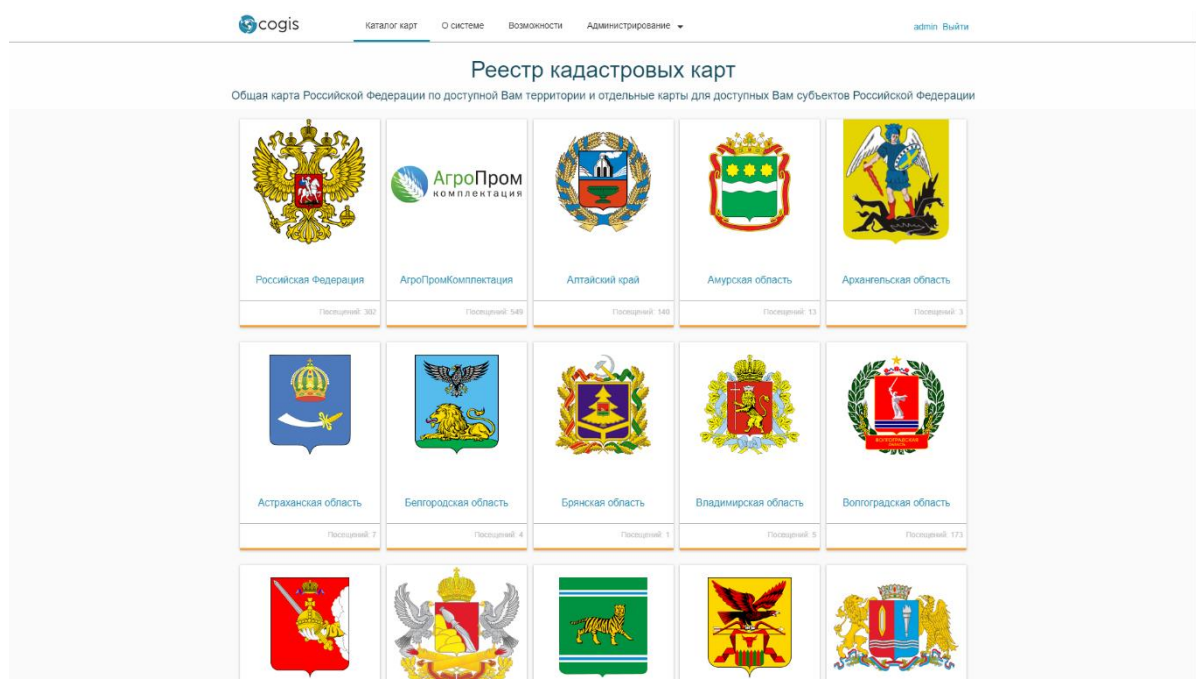 cogis
Каталог карт
О системе
Возможности
Администрирование
admin Выйти
Реестр кадастровых карт
Общая карта Российской Федерации по доступной Вам территории и отдельные карты для доступных Вам субъектов Российской Федерации
АгроПром
комплектация
Российская Федерация
АгроПромКомплектация
Алтайский край
Амурская область
Архангельская область
Посещений: 382
Посещений: 549
Посещений: 140
Посещений: 13
Посещений: 3
ВОЛГОГРАДСКАЯ
ОБЛАСТЬ
Астраханская область
Белгородская область
Брянская область
Владимирская область
Волгоградская область
Посещений: 7
Посещений: 4
Посещений: 1
Посещений: 9
Посещений: 173